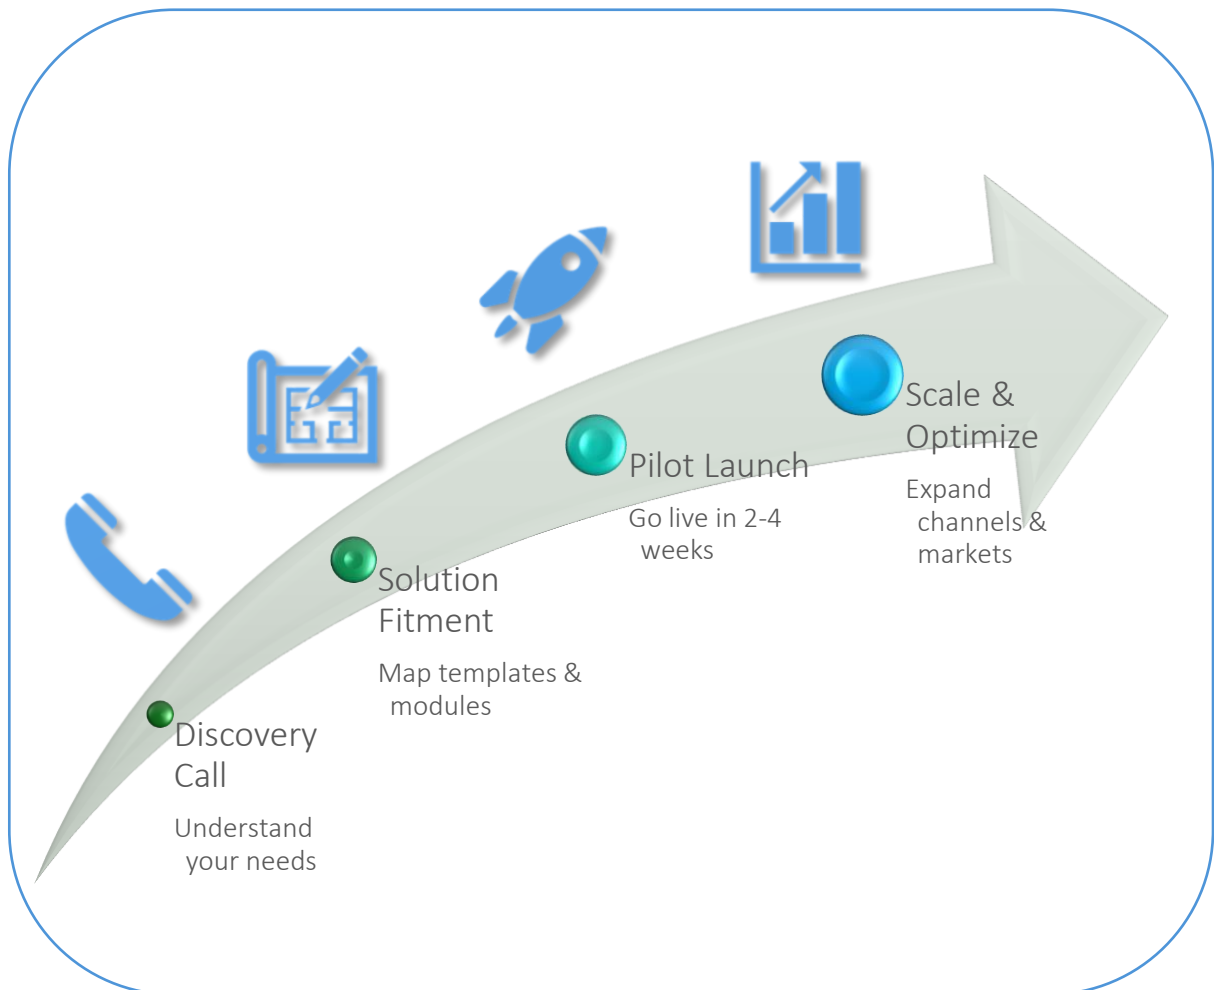 Discovery
Call
Understand
your needs
Solution
Fitment
Map templates &
modules
Pilot Launch
Go live in 2-4
weeks
Scale &
Optimize
Expand
channels &
markets